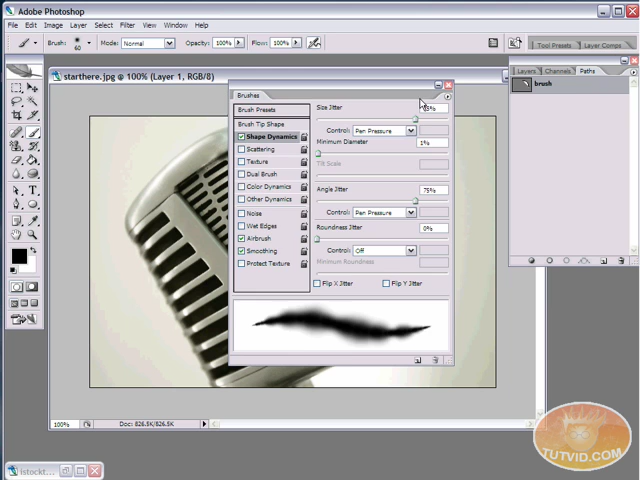 Adobe Photoshop
File Edit Image Layer Select Filter View Window Help
Brush: 60 Mode: Normal Opacity: 100% Flow: 100% Tool Presets Layer Comps
starthere.jpg @ 100% (Layer 1, RGB/8)
Layers Channels Paths
brush
Brushes
Brush Presets
Brush Tip Shape
Shape Dynamics
Scattering
Texture
Dual Brush
Color Dynamics
Other Dynamics
Noise
Wet Edges
Airbrush
Smoothing
Protect Texture
Size Jitter
Control: Pen Pressure
Minimum Diameter 1%
Tilt Scale
Angle Jitter 75%
Control: Pen Pressure
Roundness Jitter 0%
Control: Off
Minimum Roundness
Flip X Jitter Flip Y Jitter
100% Doc: 826.5K/826.5K
istockt...
TUTVID.COM